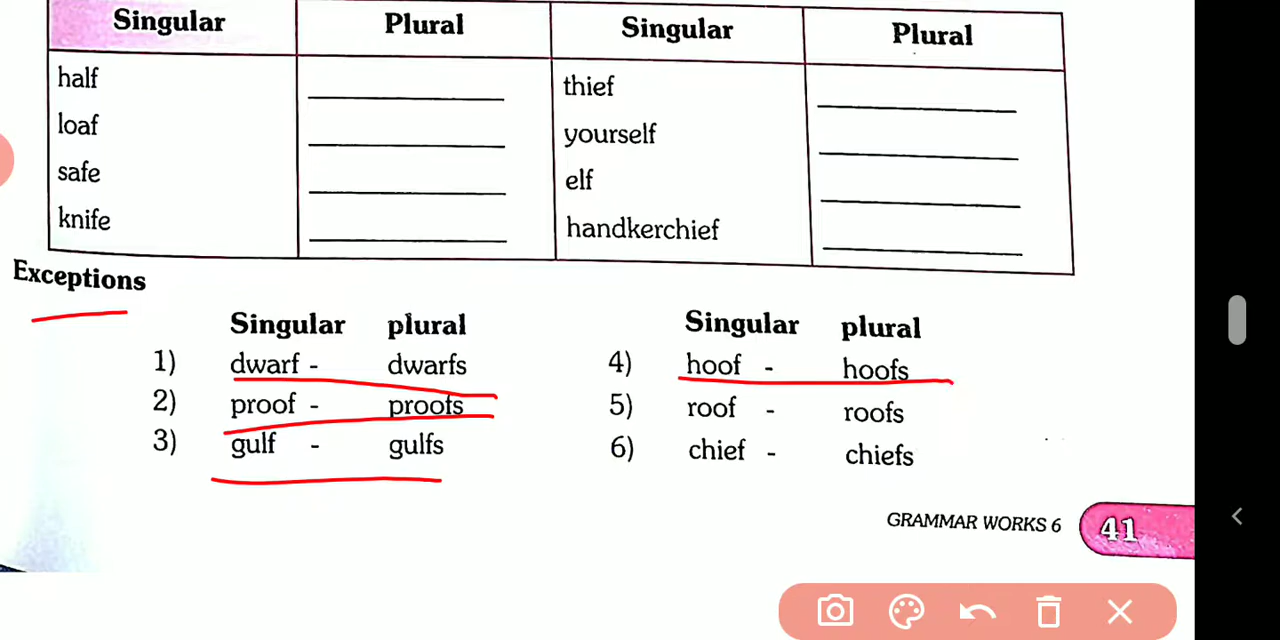 Singular Plural Singular Plural
half thief
loaf yourself
safe elf
knife handkerchief
Exceptions
Singular plural Singular plural
1) dwarf - dwarfs 4) hoof - hoofs
2) proof - proofs 5) roof - roofs
3) gulf - gulfs 6) chief - chiefs
GRAMMAR WORKS 6 41